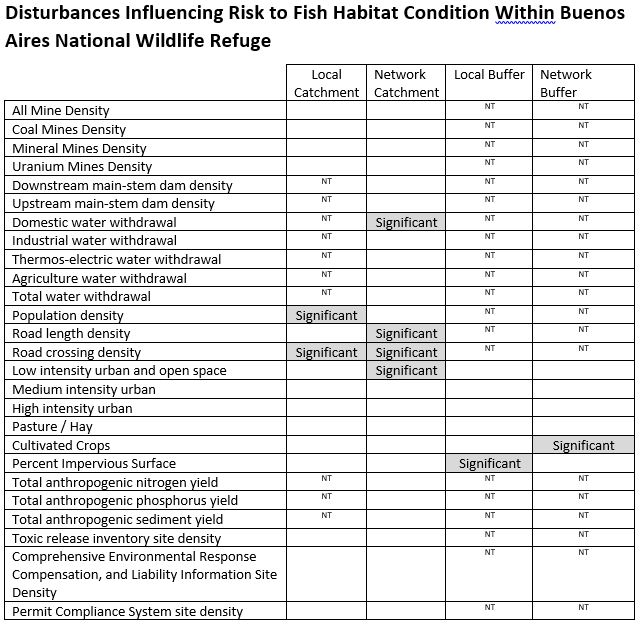 Disturbances Influencing Risk to Fish Habitat Condition Within Buenos
Aires National Wildlife Refuge
Local Catchment Network Catchment Local Buffer Network Buffer
All Mine Density NT NT
Coal Mines Density NT NT
Mineral Mines Density NT NT
Uranium Mines Density NT NT
Downstream main-stem dam density NT NT NT
Upstream main-stem dam density NT NT NT
Domestic water withdrawal NT Significant NT NT
Industrial water withdrawal NT NT NT
Thermos-electric water withdrawal NT NT NT
Agriculture water withdrawal NT NT NT
Total water withdrawal NT NT NT
Population density Significant NT NT
Road length density Significant NT NT
Road crossing density Significant Significant NT NT
Low intensity urban and open space Significant
Medium intensity urban
High intensity urban
Pasture / Hay
Cultivated Crops Significant
Percent Impervious Surface Significant
Total anthropogenic nitrogen yield NT NT NT
Total anthropogenic phosphorus yield NT NT NT
Total anthropogenic sediment yield NT NT NT
Toxic release inventory site density NT NT
Comprehensive Environmental Response NT NT
Compensation, and Liability Information Site
Density
Permit Compliance System site density NT NT